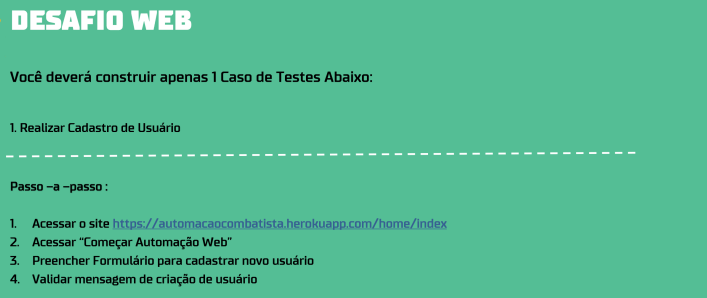 DESAFIO WEB
Você deverá construir apenas 1 Caso de Testes Abaixo:
1. Realizar Cadastro de Usuário
Passo –a –passo :
1. Acessar o site https://automacaocombatista.herokuapp.com/home/index
2. Acessar “Começar Automação Web”
3. Preencher Formulário para cadastrar novo usuário
4. Validar mensagem de criação de usuário